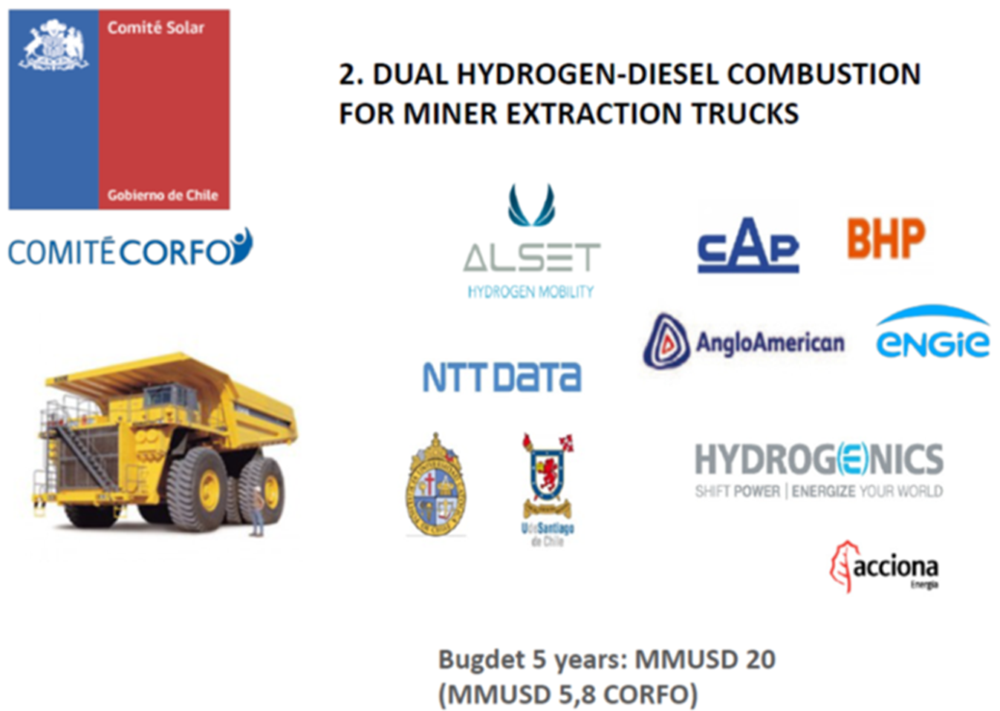 Comité Solar
Gobierno de Chile
COMITÉ CORFO
2. DUAL HYDROGEN-DIESEL COMBUSTION
FOR MINER EXTRACTION TRUCKS
ALSET
HYDROGEN MOBILITY
CAP
BHP
AngloAmerican
ENGIE
NTT DATA
UdeSantiago
de Chile
HYDROGENICS
SHIFT POWER | ENERGIZE YOUR WORLD
acciona
Energía
Bugdet 5 years: MMUSD 20
(MMUSD 5,8 CORFO)